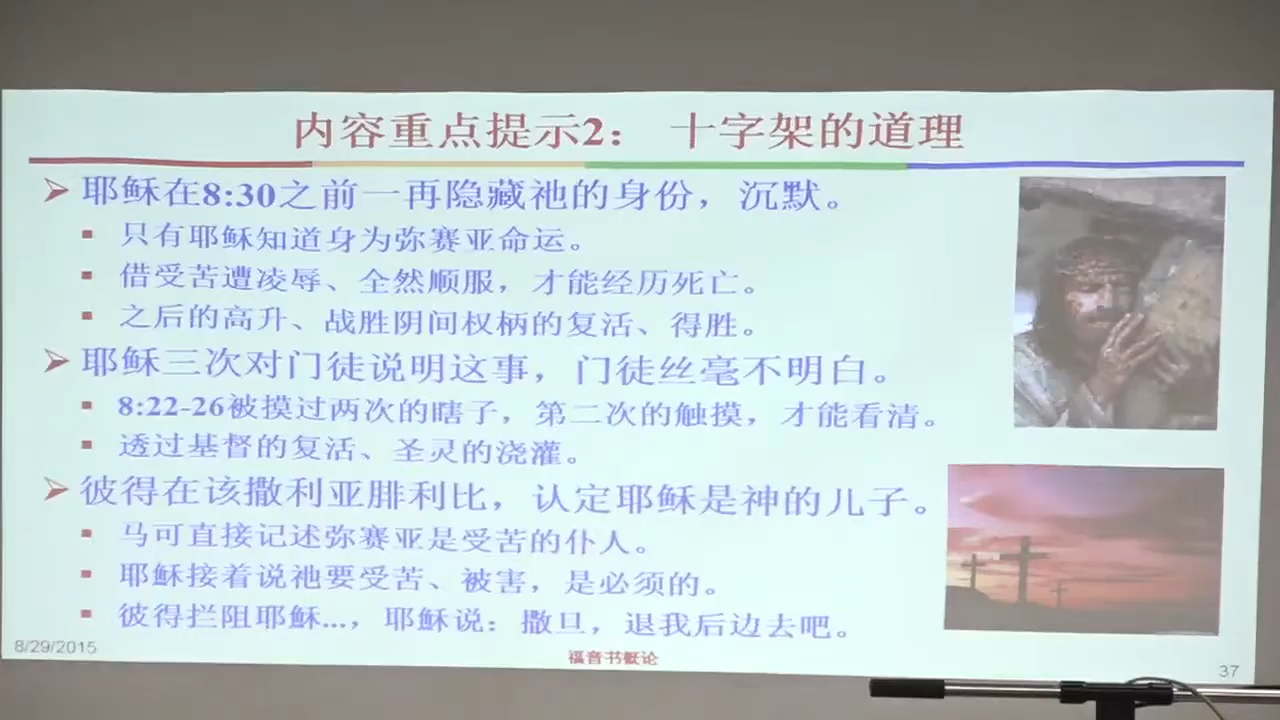 内容重点提示2： 十字架的道理
耶稣在8:30之前一再隐藏祂的身份，沉默。
只有耶稣知道身为弥赛亚命运。
借受苦遭凌辱、全然顺服，才能经历死亡。
之后的高升、战胜阴间权柄的复活、得胜。
耶稣三次对门徒说明这事，门徒丝毫不明白。
8:22-26被摸过两次的瞎子，第二次的触摸，才能看清。
透过基督的复活、圣灵的浇灌。
彼得在该撒利亚腓利比，认定耶稣是神的儿子。
马可直接记述弥赛亚是受苦的仆人。
耶稣接着说祂要受苦、被害，是必须的。
彼得拦阻耶稣...，耶稣说：撒旦，退我后边去吧。
8/29/2015
福音书概论
37